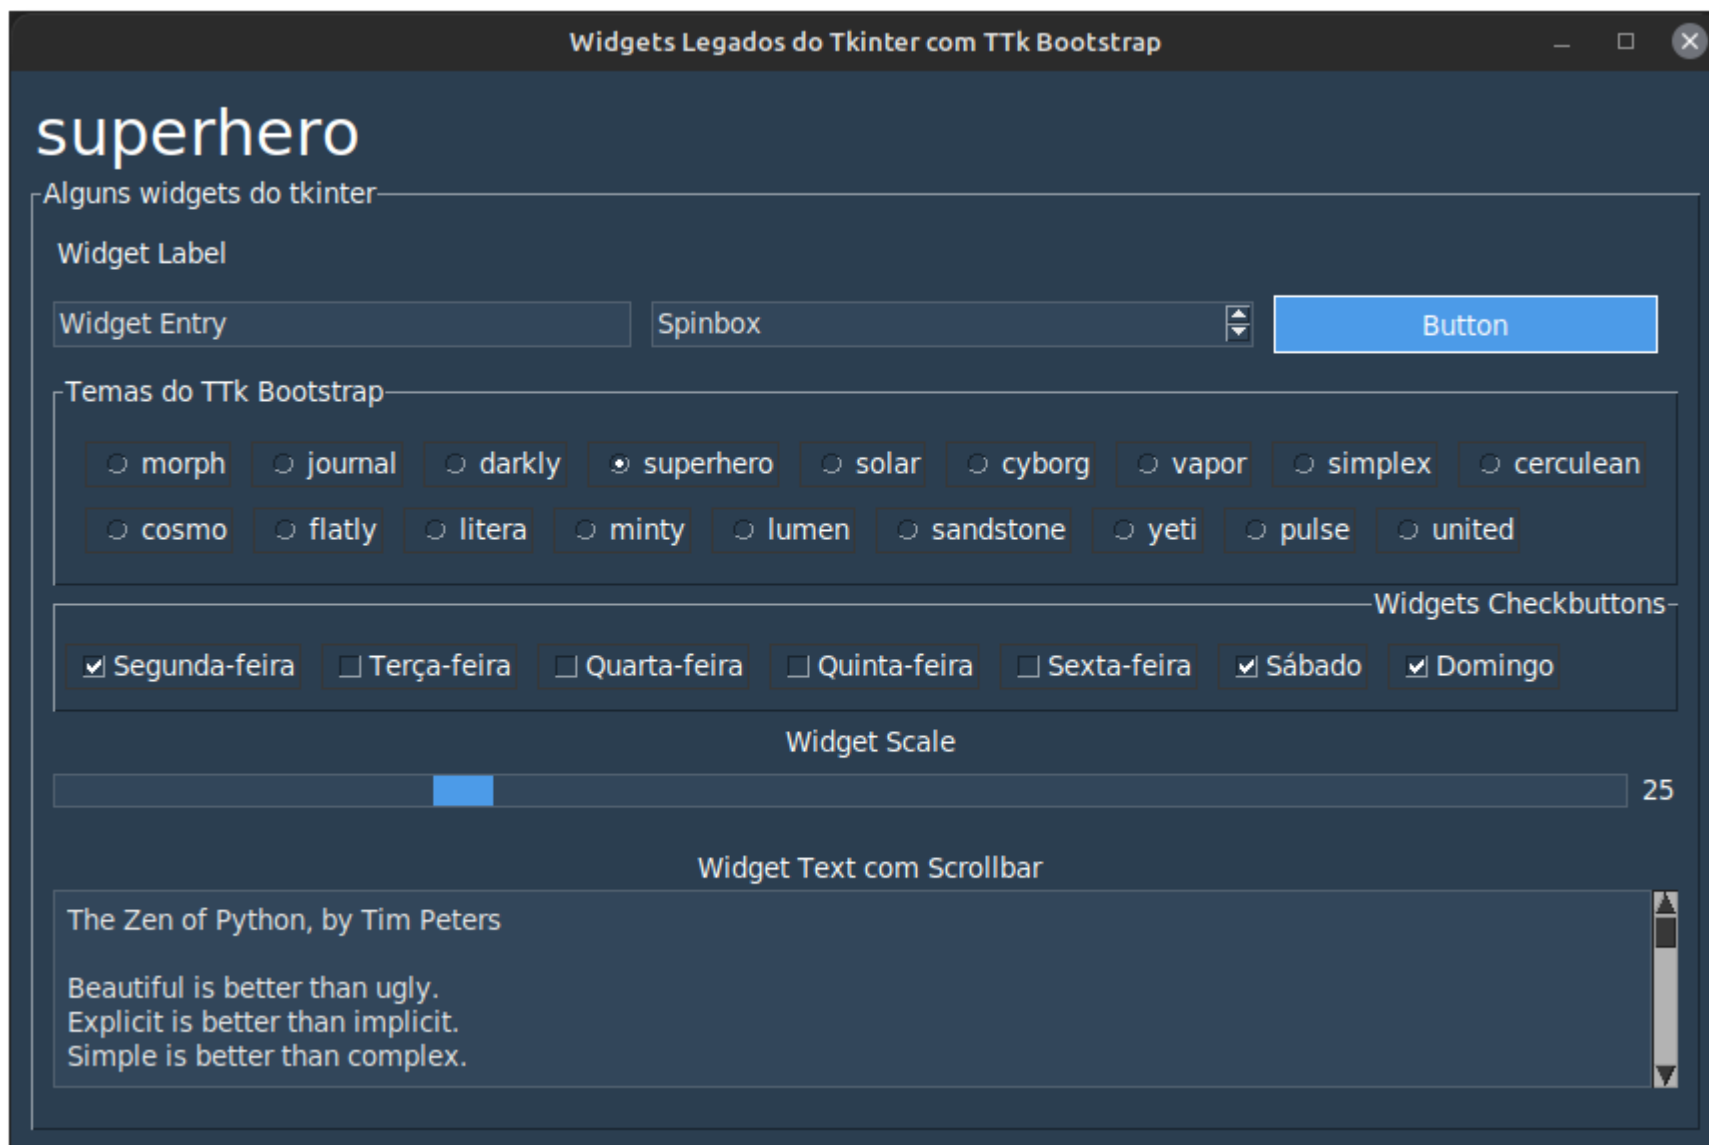 Widgets Legados do Tkinter com TTk Bootstrap
superhero
Alguns widgets do tkinter
Widget Label
Widget Entry Spinbox Button
Temas do TTk Bootstrap
morph journal darkly superhero solar cyborg vapor simplex cerculean
cosmo flatly litera minty lumen sandstone yeti pulse united
Widgets Checkbuttons
Segunda-feira Terça-feira Quarta-feira Quinta-feira Sexta-feira Sábado Domingo
Widget Scale
25
Widget Text com Scrollbar
The Zen of Python, by Tim Peters
Beautiful is better than ugly.
Explicit is better than implicit.
Simple is better than complex.